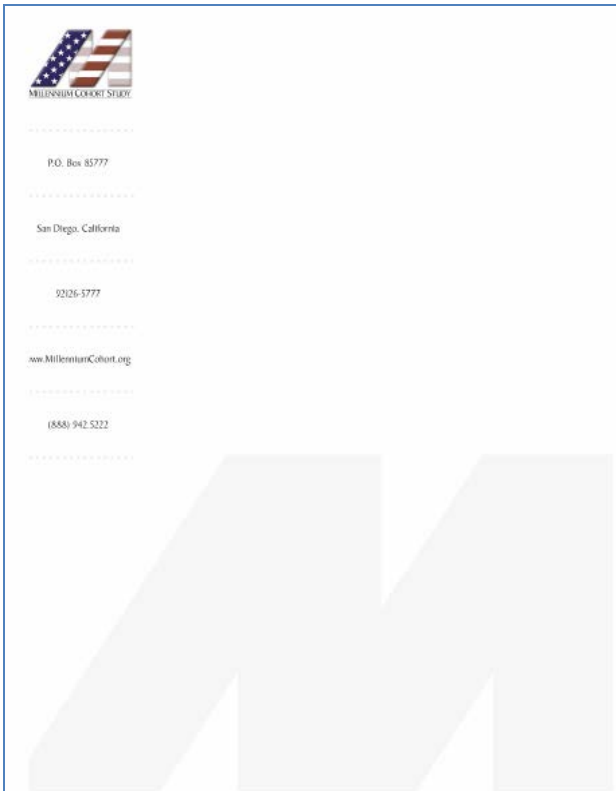 MILLENNIUM COHORT STUDY
P.O. Box 85777
San Diego, California
92126-5777
ww.MillenniumCohort.org
(888) 942 5222